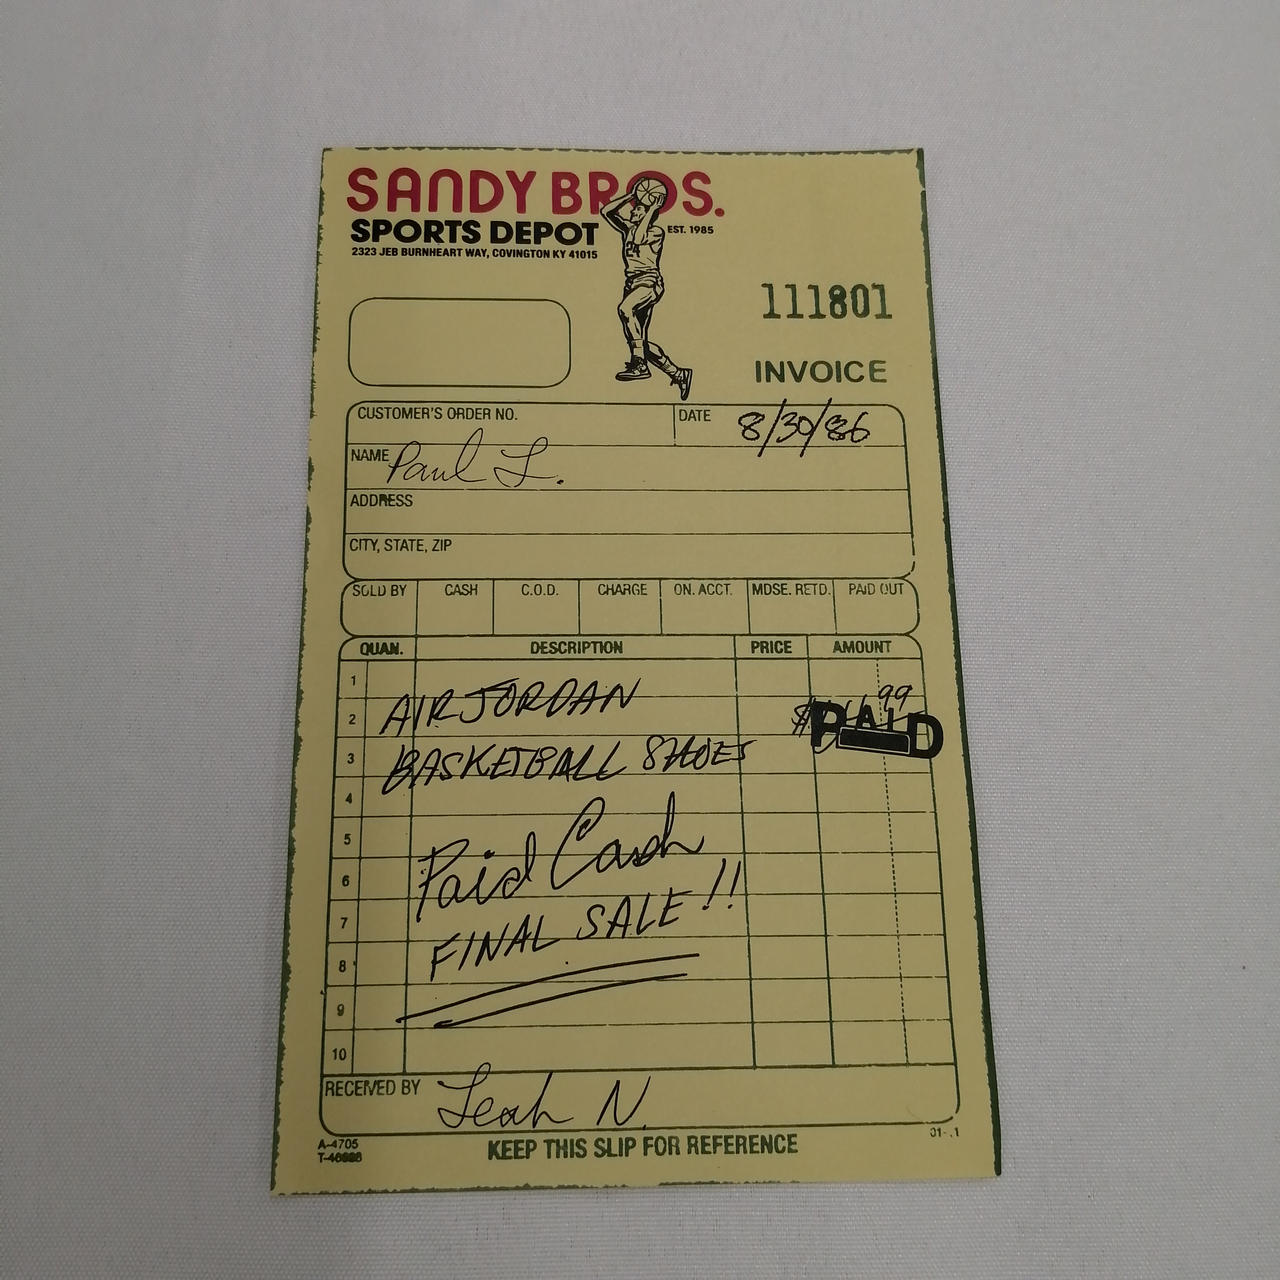 SANDY BROS.
SPORTS DEPOT
EST. 1985
2323 JEB BURNHEART WAY, COVINGTON KY 41015
24
111801
INVOICE
CUSTOMER'S ORDER NO.
DATE 8/30/86
NAME Paul L.
ADDRESS
CITY, STATE, ZIP
SOLD BY CASH C.O.D. CHARGE ON. ACCT. MDSE. RETD. PAID OUT
QUAN. DESCRIPTION PRICE AMOUNT
1
2 AIR JORDAN $ 99 PAID
3 BASKETBALL SHOES
4
5
6 Paid Cash
7
8 FINAL SALE!!
9
10
RECEIVED BY Leah N.
A-4705
KEEP THIS SLIP FOR REFERENCE